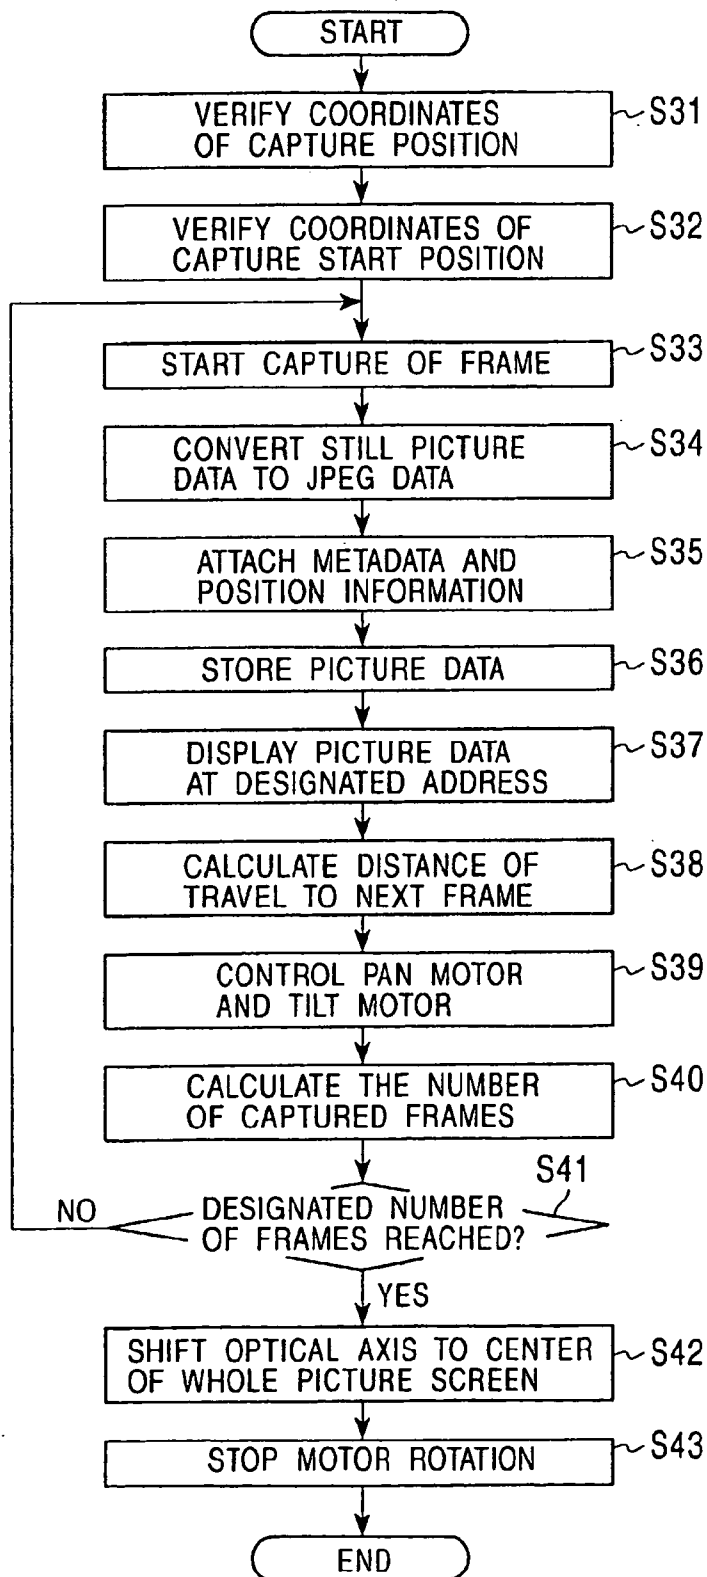 START
VERIFY COORDINATES
OF CAPTURE POSITION
S31
VERIFY COORDINATES OF
CAPTURE START POSITION
S32
START CAPTURE OF FRAME
S33
CONVERT STILL PICTURE
DATA TO JPEG DATA
S34
ATTACH METADATA AND
POSITION INFORMATION
S35
STORE PICTURE DATA
S36
DISPLAY PICTURE DATA
AT DESIGNATED ADDRESS
S37
CALCULATE DISTANCE OF
TRAVEL TO NEXT FRAME
S38
CONTROL PAN MOTOR
AND TILT MOTOR
S39
CALCULATE THE NUMBER
OF CAPTURED FRAMES
S40
S41
NO
DESIGNATED NUMBER
OF FRAMES REACHED?
YES
SHIFT OPTICAL AXIS TO CENTER
OF WHOLE PICTURE SCREEN
S42
STOP MOTOR ROTATION
S43
END